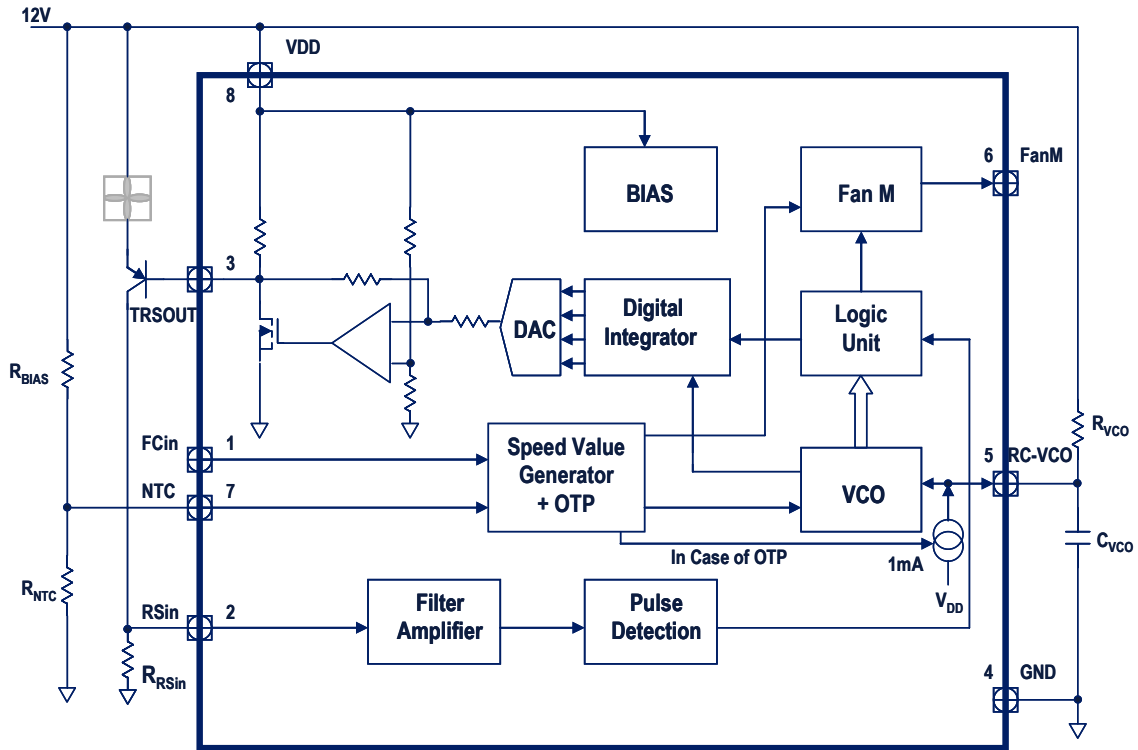 12V
VDD
8
6
FanM
BIAS
Fan M
3
TRSOUT
DAC
Digital
Integrator
Logic
Unit
RBIAS
RVCO
FCin
1
Speed Value
Generator
+ OTP
5
RC-VCO
NTC
7
VCO
In Case of OTP
1mA
CVCO
VDD
RNTC
RSin
2
Filter
Amplifier
Pulse
Detection
RRSin
4
GND